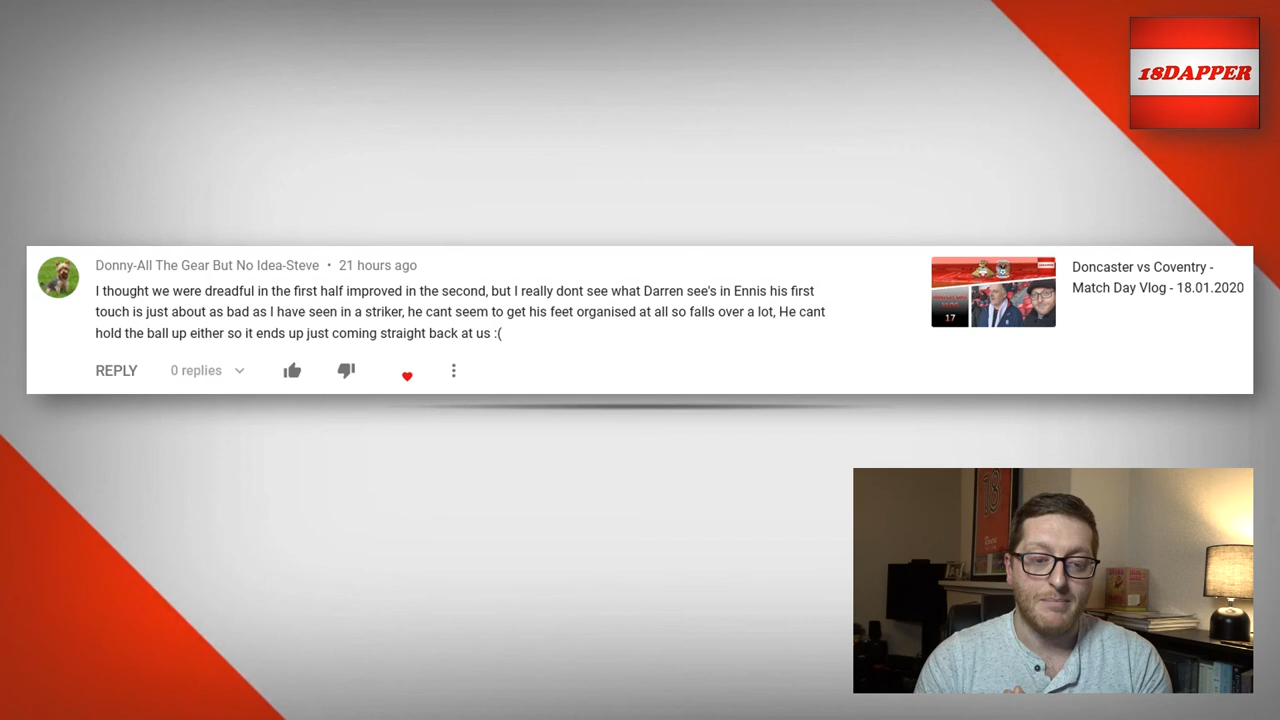 18DAPPER
Donny-All The Gear But No Idea-Steve • 21 hours ago
I thought we were dreadful in the first half improved in the second, but I really dont see what Darren see's in Ennis his first
touch is just about as bad as I have seen in a striker, he cant seem to get his feet organised at all so falls over a lot, He cant
hold the ball up either so it ends up just coming straight back at us :(
REPLY 0 replies
Doncaster vs Coventry -
Match Day Vlog - 18.01.2020
17
18